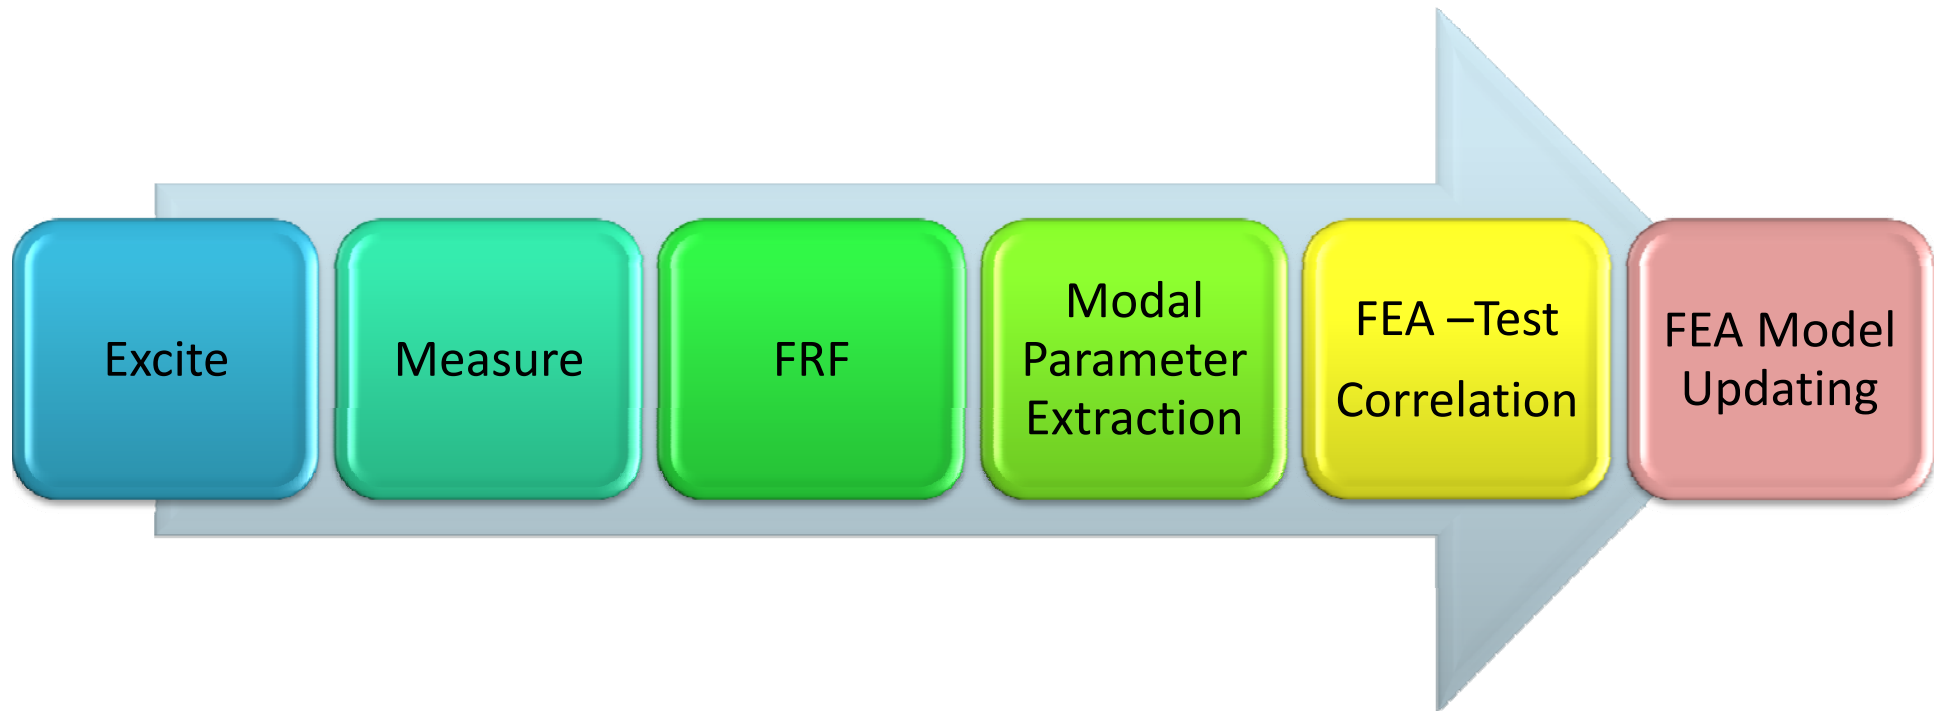 Excite
Measure
FRF
Modal
Parameter
Extraction
FEA –Test
Correlation
FEA Model
Updating